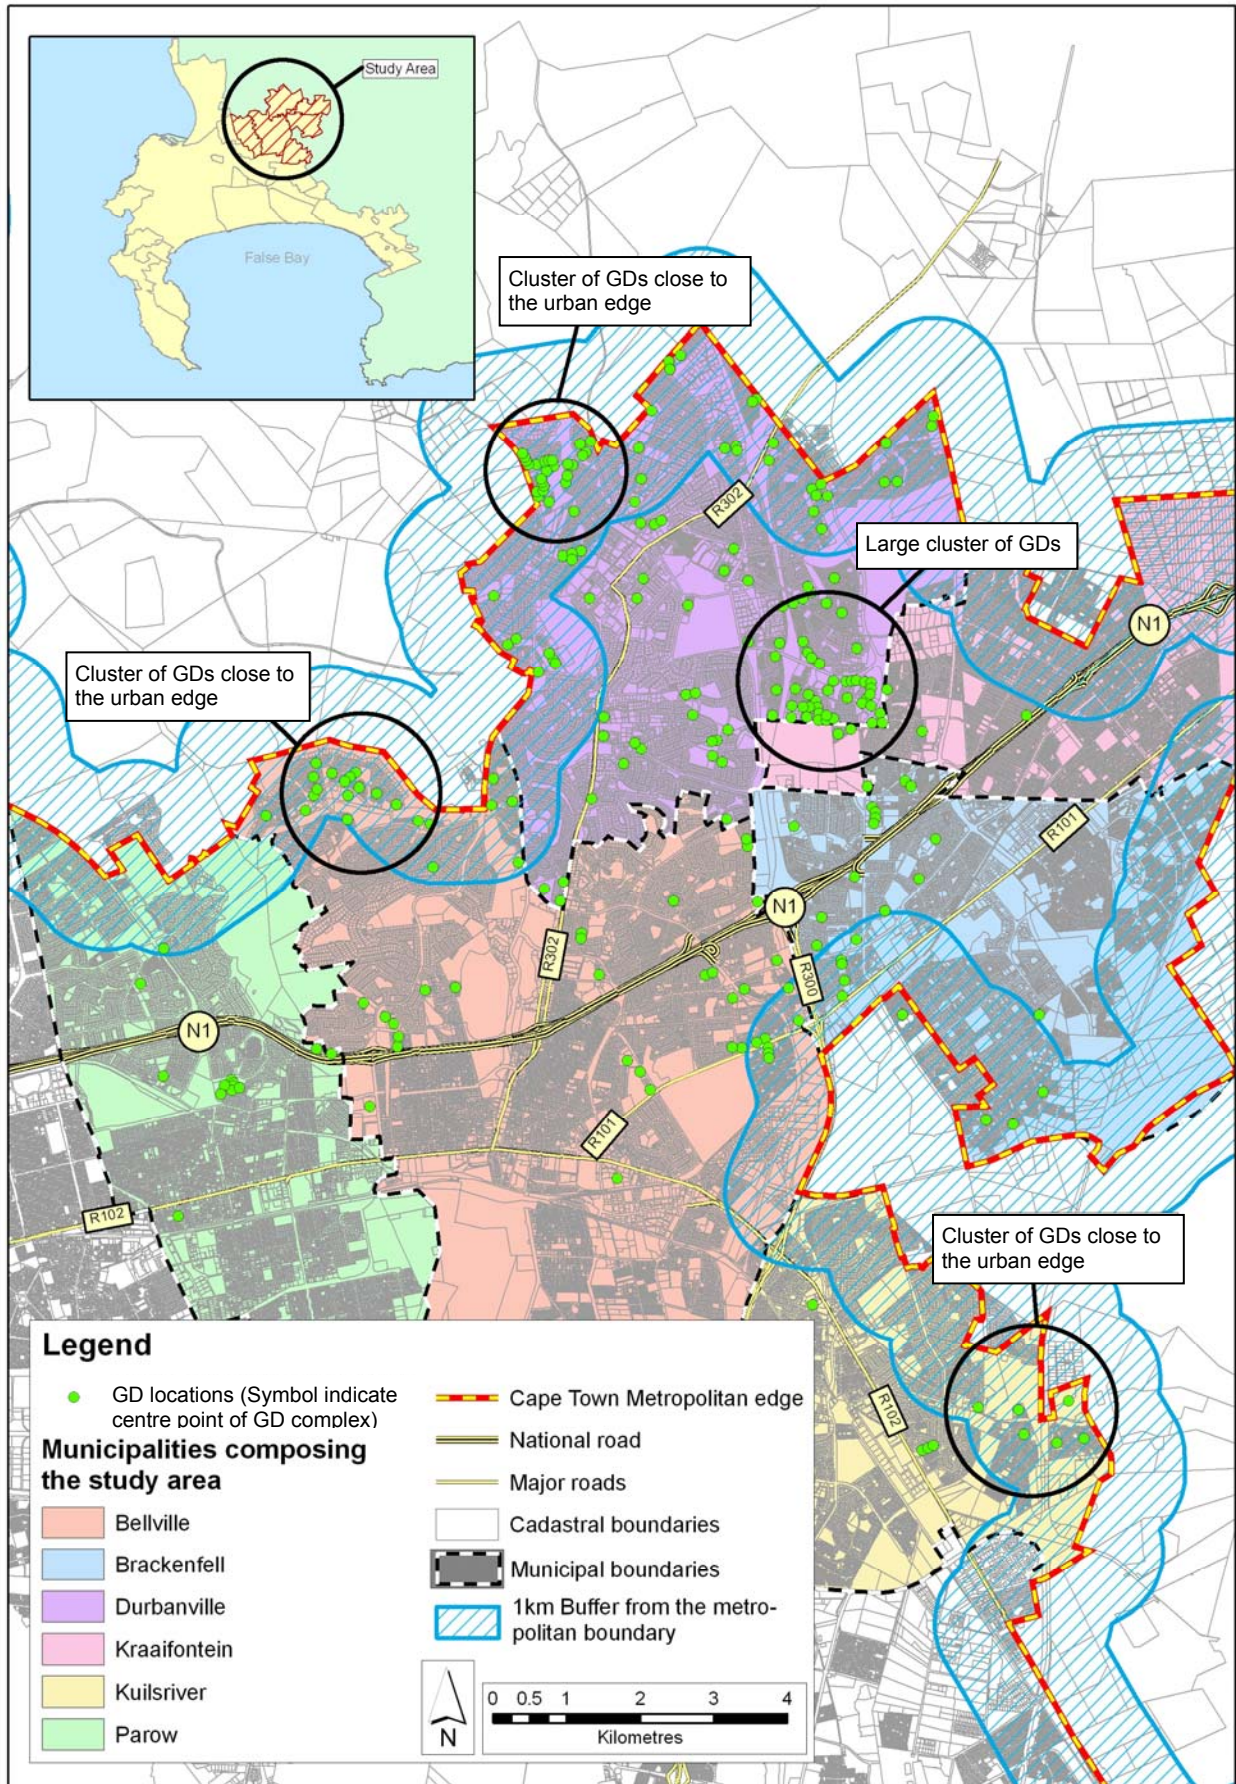 Study Area
False Bay
Cluster of GDs close to
the urban edge
R302
Large cluster of GDs
N1
Cluster of GDs close to
the urban edge
R101
N1
R302
R300
N1
R101
R102
Cluster of GDs close to
the urban edge
R102
Legend
GD locations (Symbol indicate
centre point of GD complex)
Municipalities composing
the study area
Bellville
Brackenfell
Durbanville
Kraaifontein
Kuilsriver
Parow
Cape Town Metropolitan edge
National road
Major roads
Cadastral boundaries
Municipal boundaries
1km Buffer from the metro-
politan boundary
N
0 0.5 1 2 3 4
Kilometres